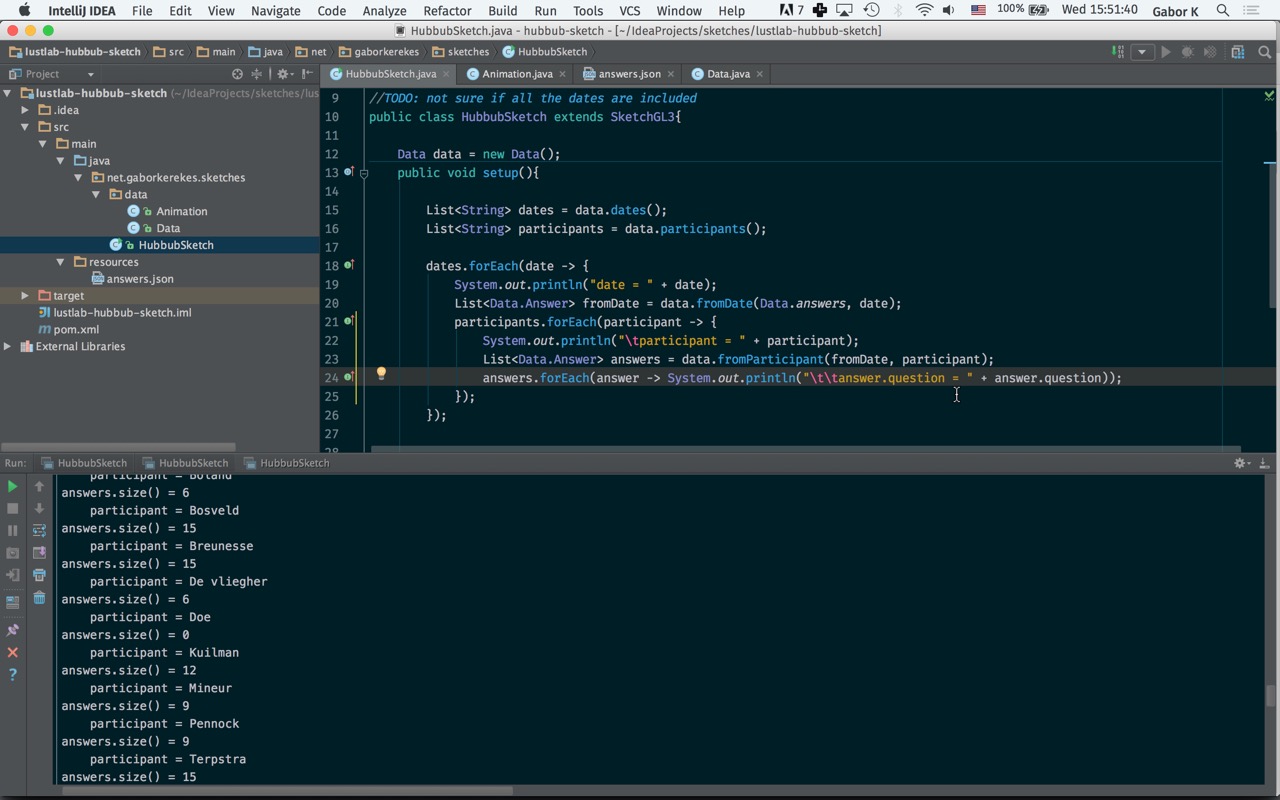 IntelliJ IDEA File Edit View Navigate Code Analyze Refactor Build Run Tools VCS Window Help 7 100% Wed 15:51:40 Gabor K
HubbubSketch.java - hubbub-sketch - [~/IdeaProjects/sketches/lustlab-hubbub-sketch]
lustlab-hubbub-sketch src main java net gaborkerekes sketches HubbubSketch
Project
HubbubSketch.java Animation.java answers.json Data.java
lustlab-hubbub-sketch (~/IdeaProjects/sketches/lus
.idea
src
main
java
net.gaborkerekes.sketches
data
Animation
Data
HubbubSketch
resources
answers.json
target
lustlab-hubbub-sketch.iml
pom.xml
External Libraries
9 //TODO: not sure if all the dates are included
10 public class HubbubSketch extends SketchGL3{
11
12 Data data = new Data();
13 public void setup(){
14
15 List<String> dates = data.dates();
16 List<String> participants = data.participants();
17
18 dates.forEach(date -> {
19 System.out.println("date = " + date);
20 List<Data.Answer> fromDate = data.fromDate(Data.answers, date);
21 participants.forEach(participant -> {
22 System.out.println("\tparticipant = " + participant);
23 List<Data.Answer> answers = data.fromParticipant(fromDate, participant);
24 answers.forEach(answer -> System.out.println("\t\tanswer.question = " + answer.question));
25 });
26 });
27
28
Run: HubbubSketch HubbubSketch HubbubSketch
participant = Boland
answers.size() = 6
participant = Bosveld
answers.size() = 15
participant = Breunesse
answers.size() = 15
participant = De vliegher
answers.size() = 6
participant = Doe
answers.size() = 0
participant = Kuilman
answers.size() = 12
participant = Mineur
answers.size() = 9
participant = Pennock
answers.size() = 9
participant = Terpstra
answers.size() = 15